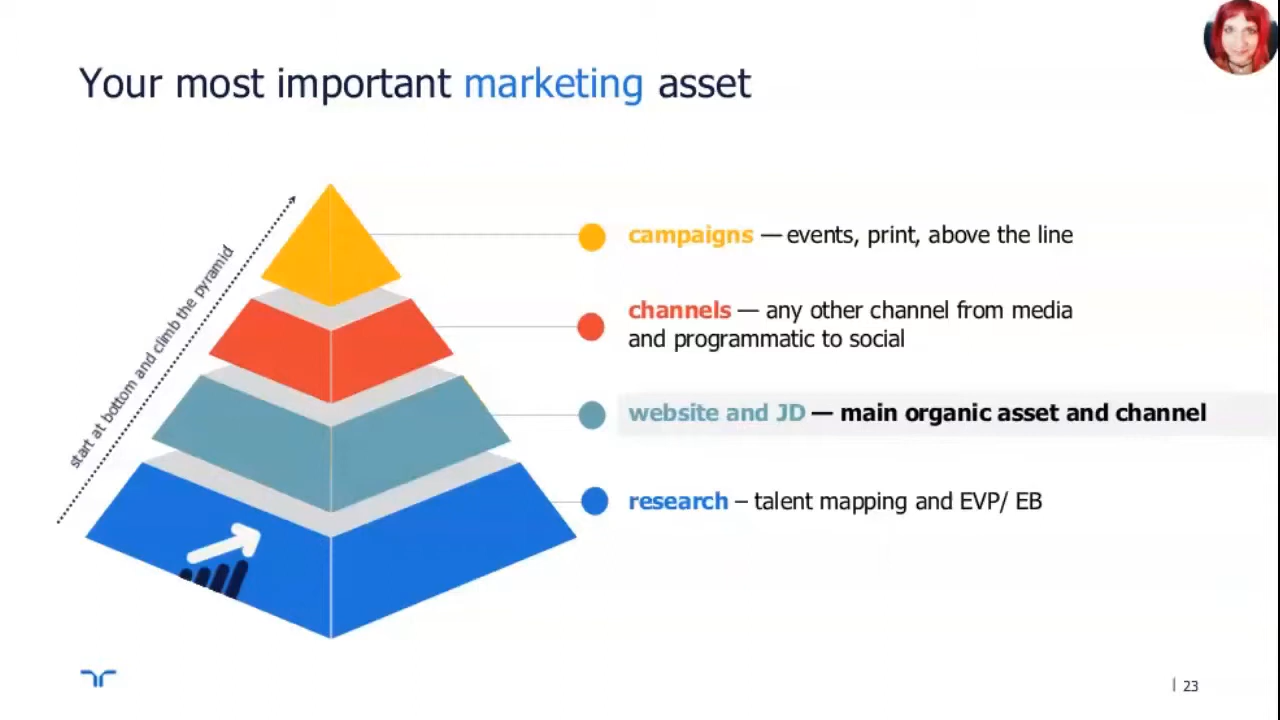 Your most important marketing asset
start at bottom and climb the pyramid
campaigns — events, print, above the line
channels — any other channel from media
and programmatic to social
website and JD — main organic asset and channel
research – talent mapping and EVP/ EB
| 23